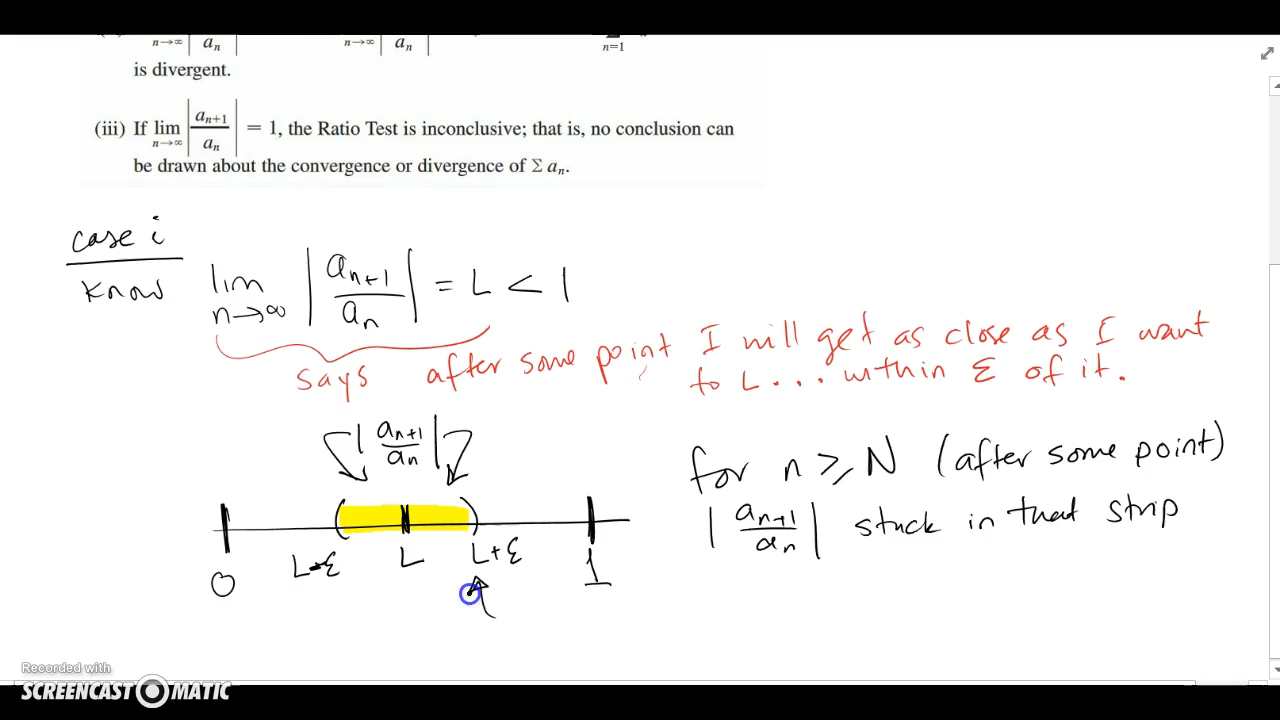 n→∞ | aₙ | n→∞ | aₙ | n=1
is divergent.
(iii) If lim n→∞ | aₙ₊₁ / aₙ | = 1, the Ratio Test is inconclusive; that is, no conclusion can
be drawn about the convergence or divergence of Σ aₙ.
case i
know lim n→∞ | aₙ₊₁ / aₙ | = L < 1
says after some point I will get as close as I want
to L . . . within ε of it.
| aₙ₊₁ / aₙ |
for n ≥ N (after some point)
| aₙ₊₁ / aₙ | stuck in that strip
( )
0 L-ε L L+ε 1
Recorded with
SCREENCAST-O-MATIC